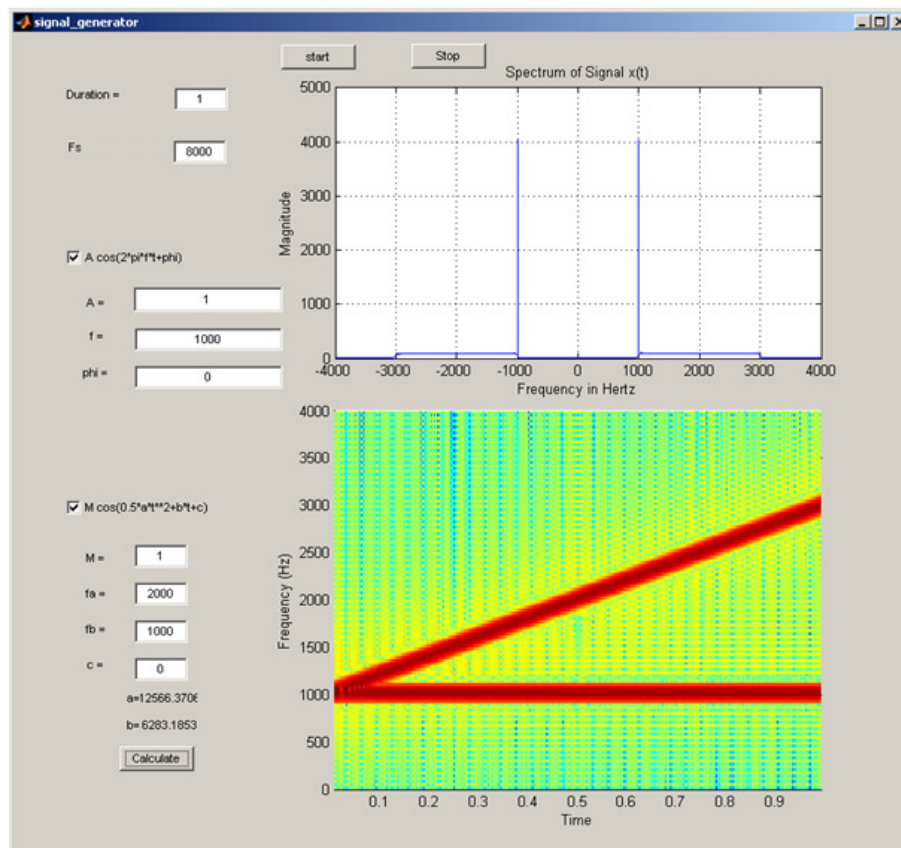 signal_generator
start
Stop
Duration =
1
Fs
8000
Spectrum of Signal x(t)
5000
4000
3000
2000
1000
0
Magnitude
-4000 -3000 -2000 -1000 0 1000 2000 3000 4000
Frequency in Hertz
A cos(2*pi*f*t+phi)
A =
1
f =
1000
phi =
0
M cos(0.5*a*t**2+b*t+c)
M =
1
fa =
2000
fb =
1000
c =
0
a=12566.3706
b=6283.1853
Calculate
4000
3500
3000
2500
2000
1500
1000
500
0
Frequency (Hz)
0.1 0.2 0.3 0.4 0.5 0.6 0.7 0.8 0.9
Time